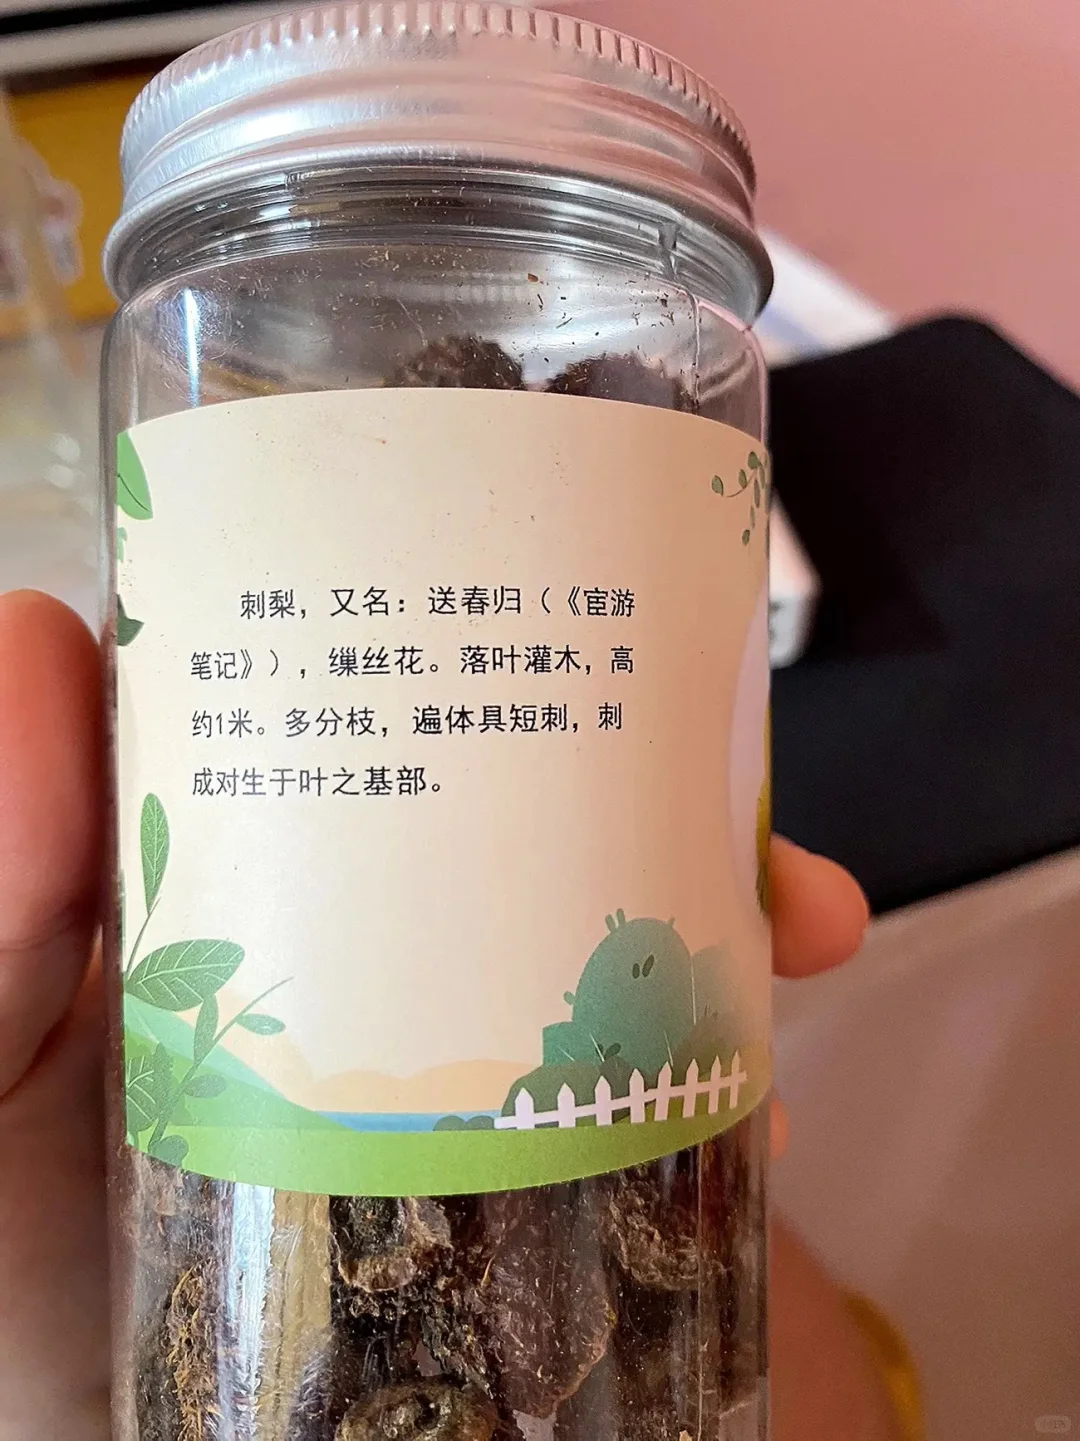 刺梨，又名：送春归（《宦游
笔记》），缫丝花。落叶灌木，高
约1米。多分枝，遍体具短刺，刺
成对生于叶之基部。